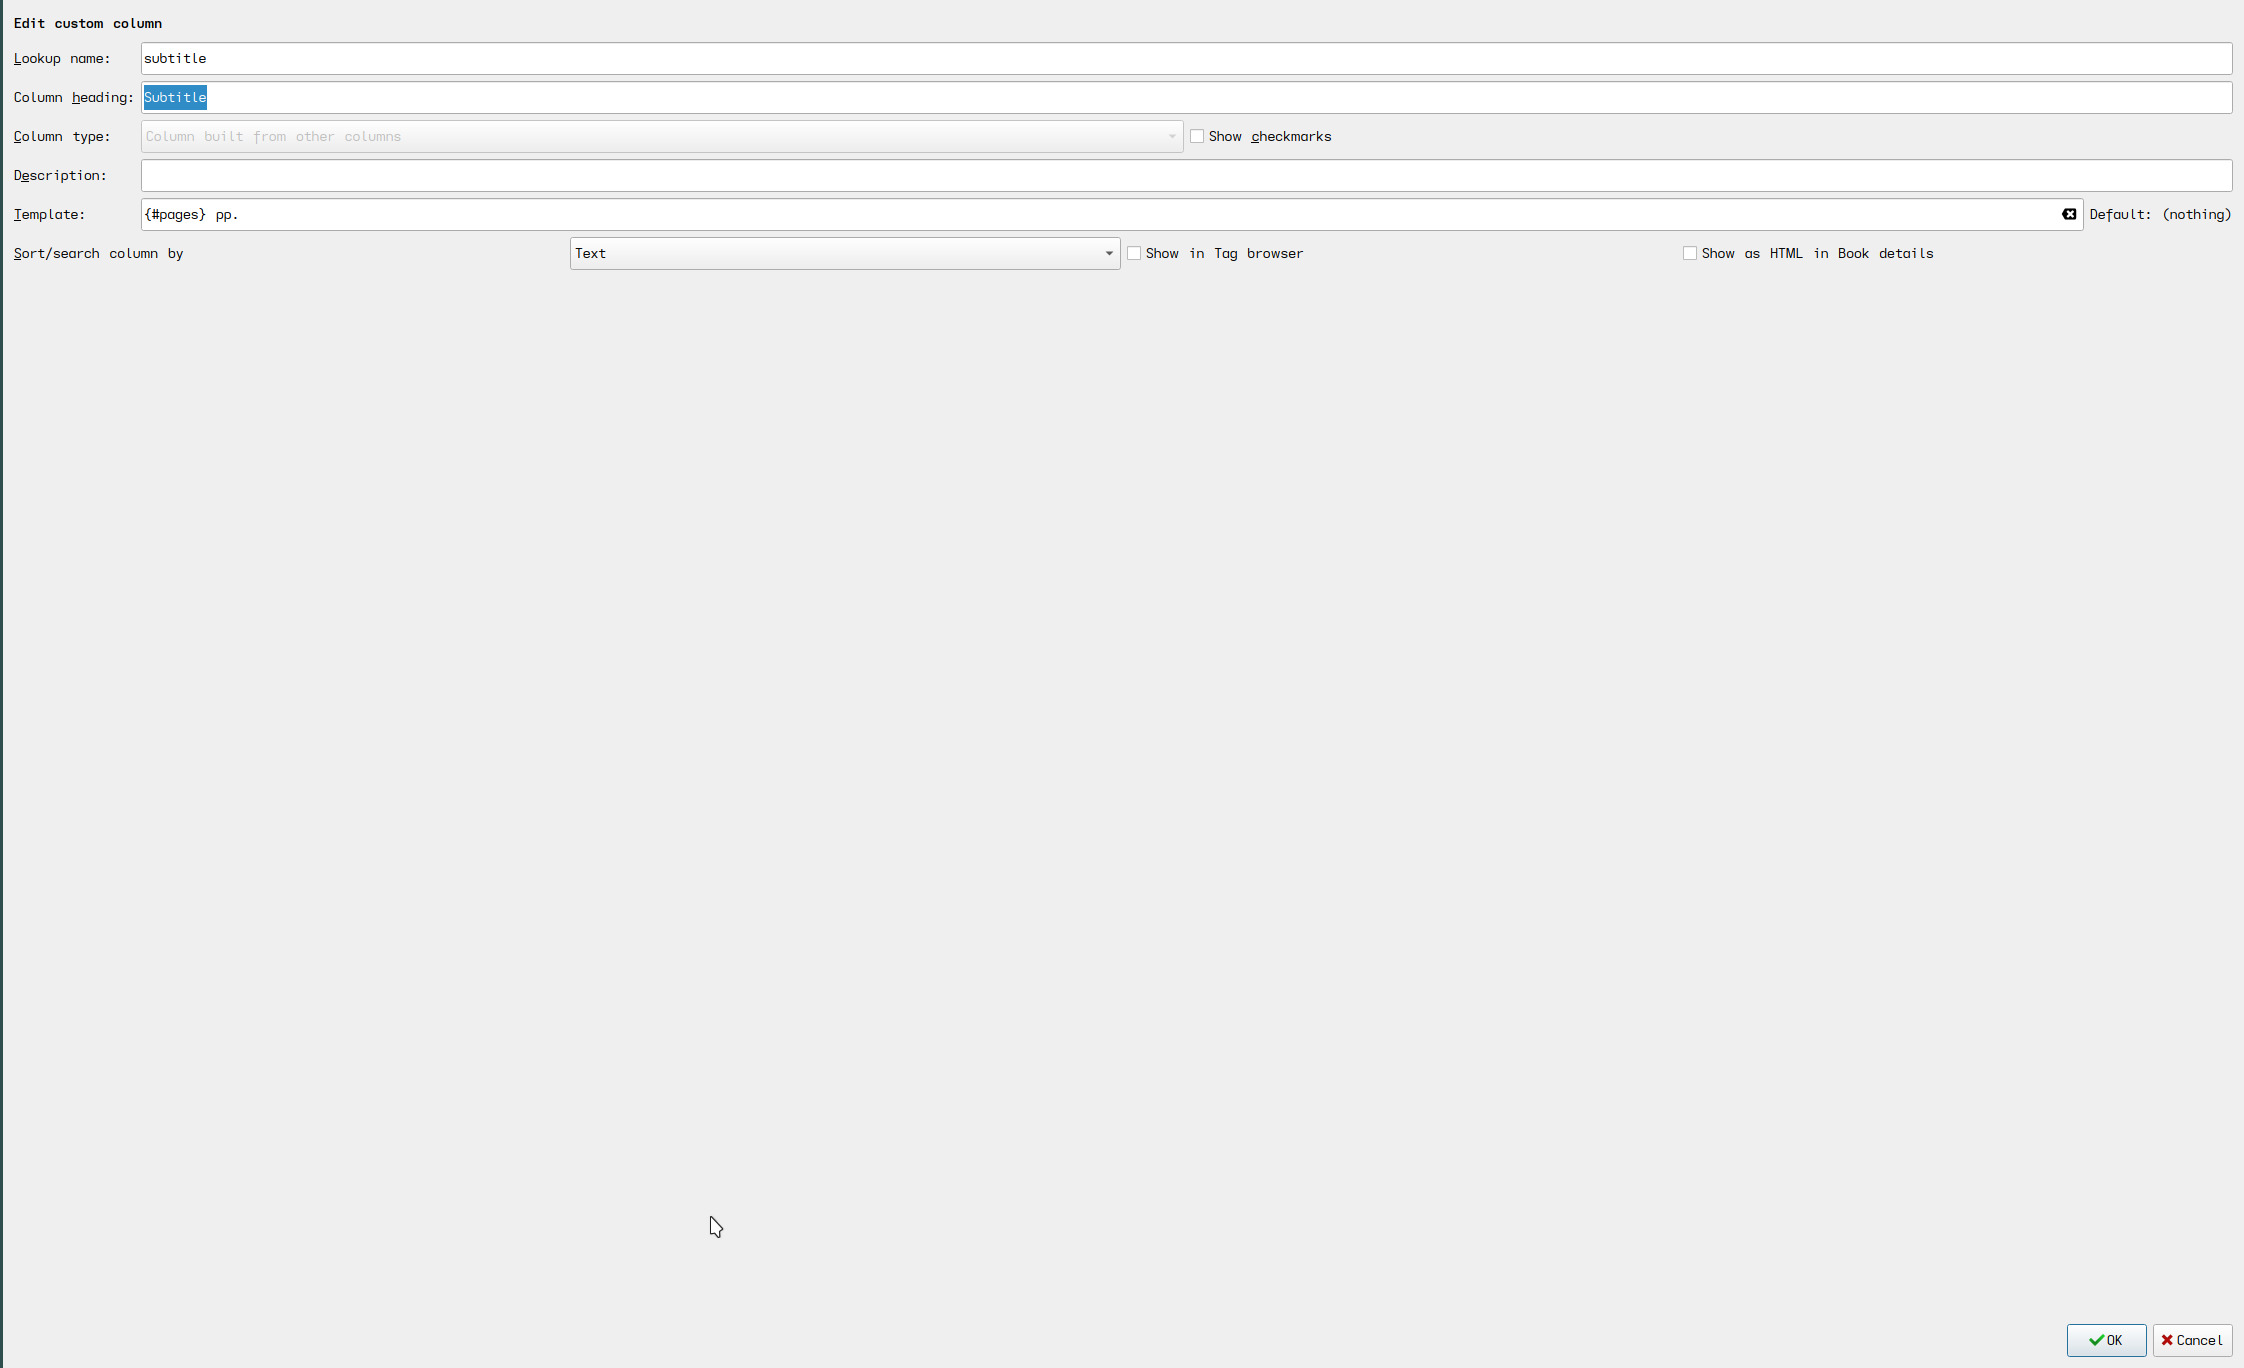 Edit custom column
Lookup name: subtitle
Column heading: Subtitle
Column type: Column built from other columns Show checkmarks
Description:
Template: {#pages} pp. Default: (nothing)
Sort/search column by Text Show in Tag browser Show as HTML in Book details
OK Cancel